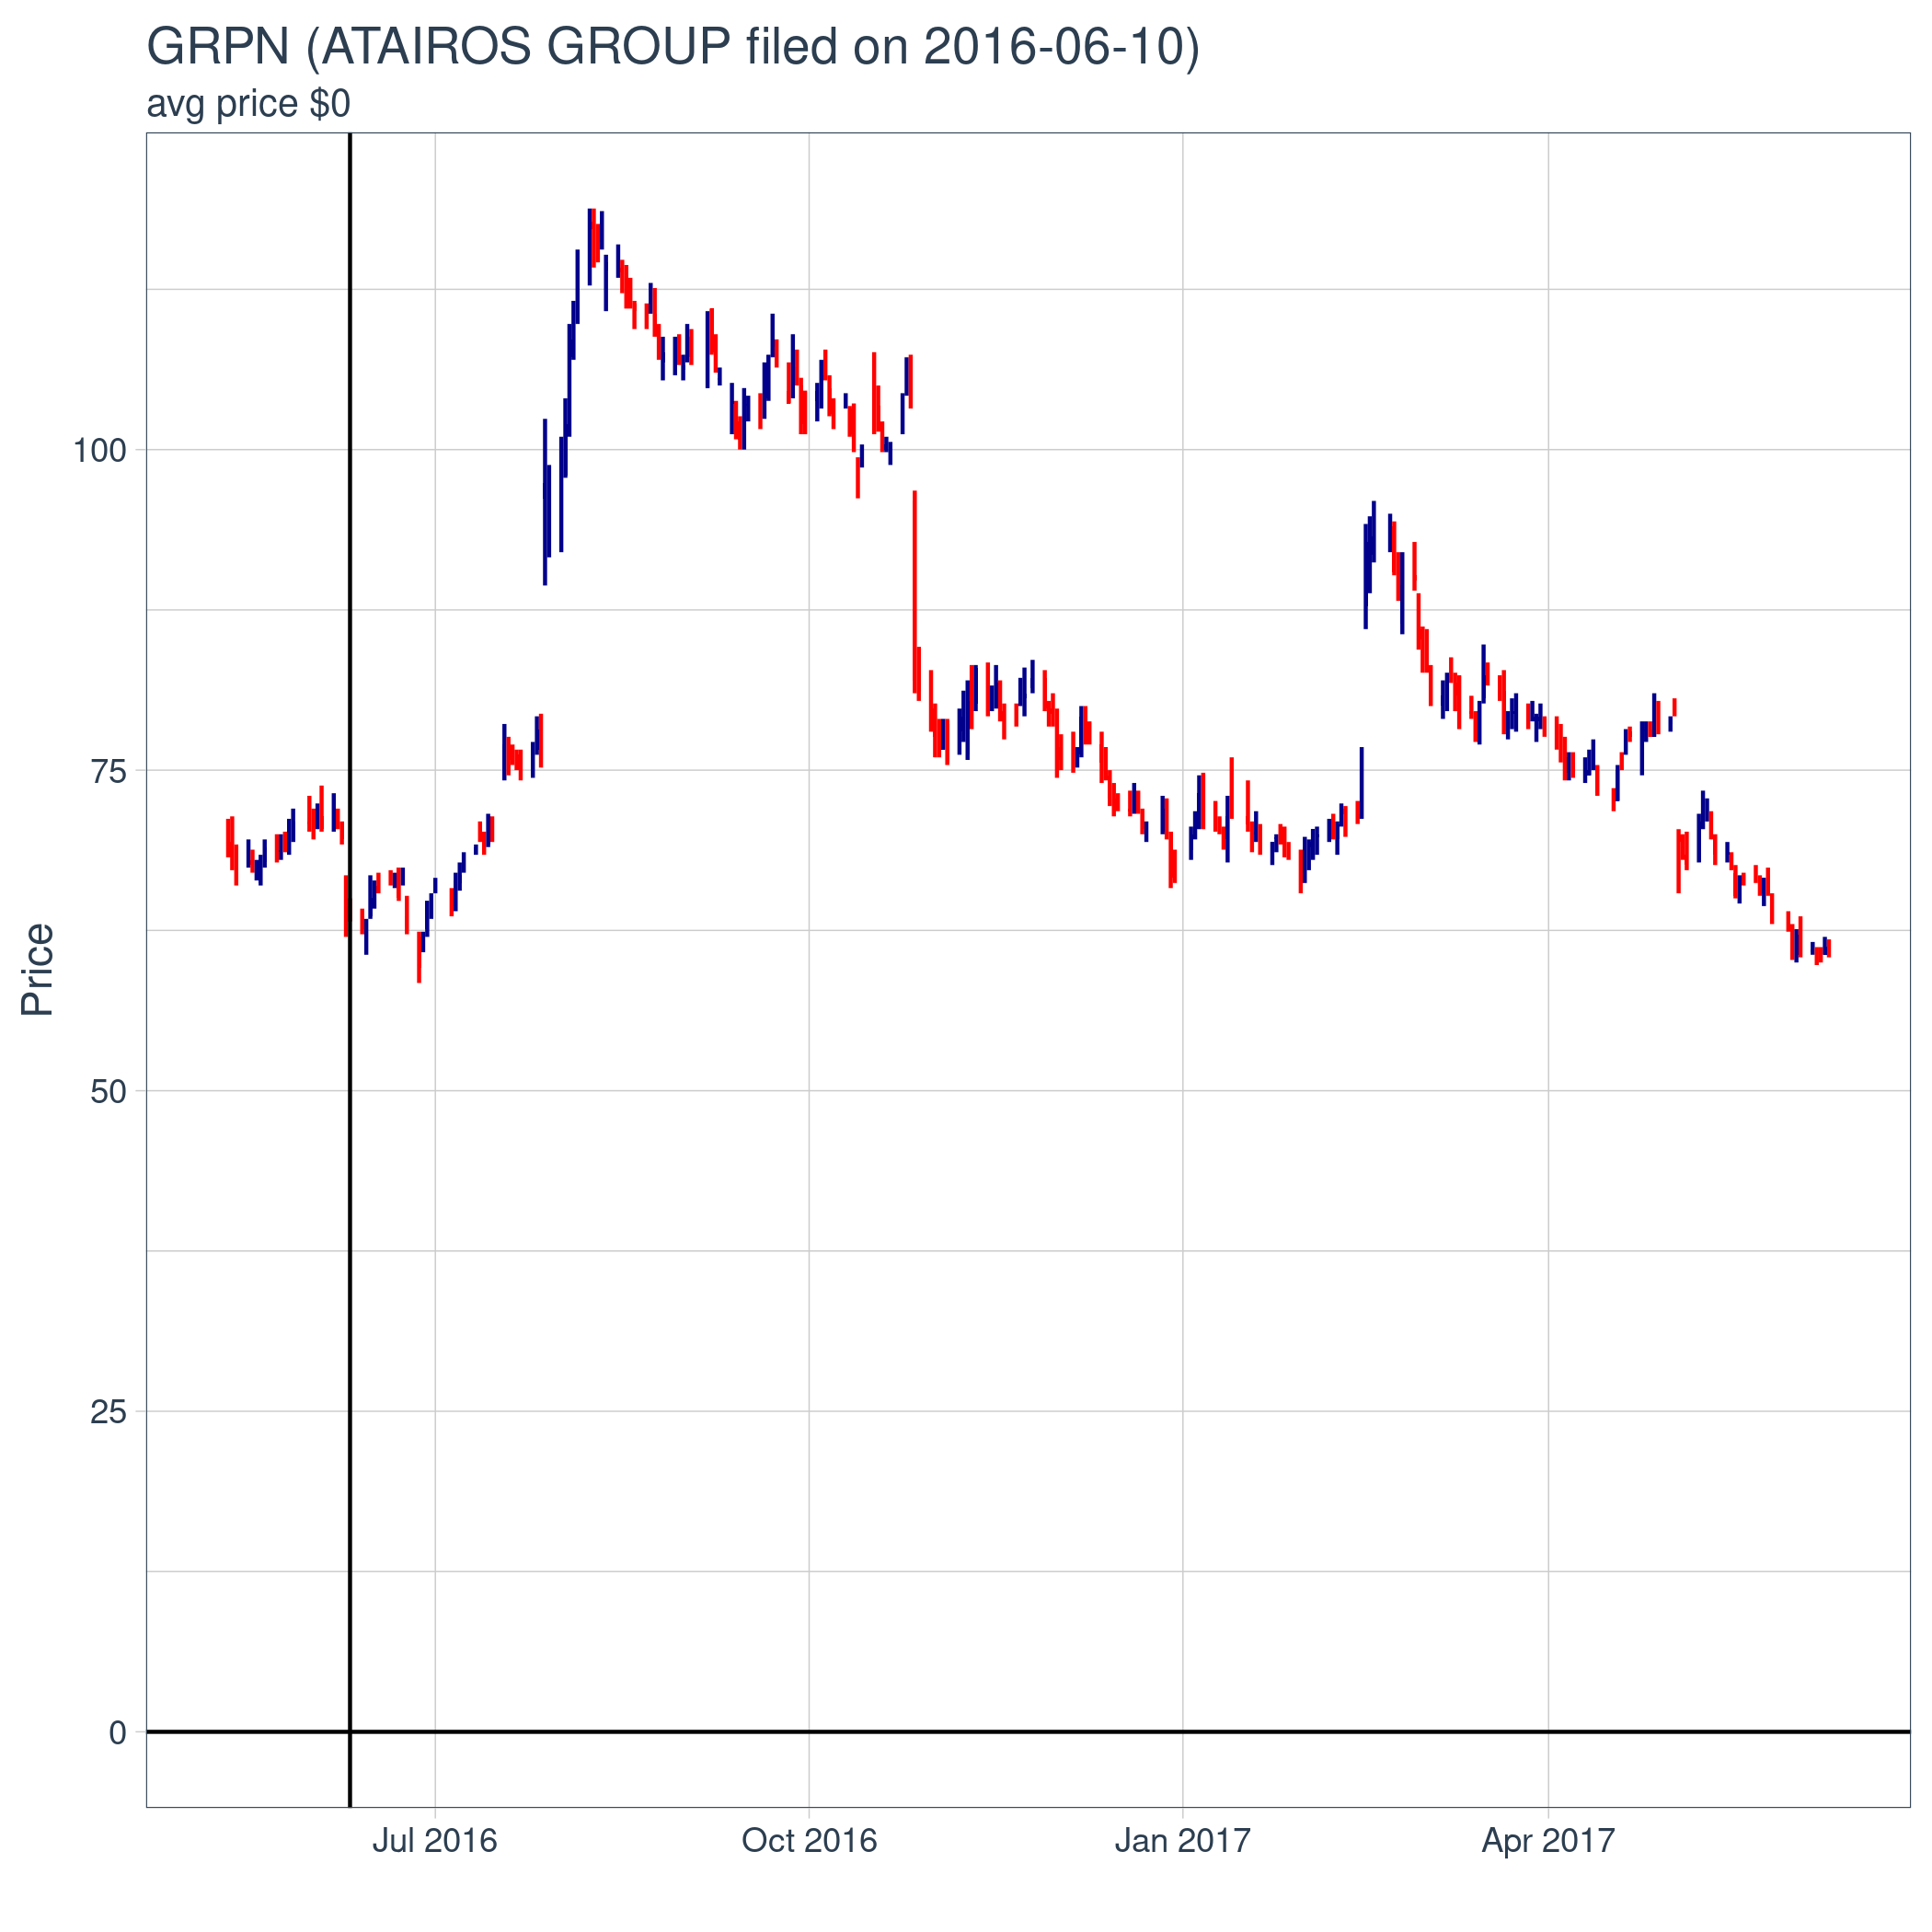 GRPN (ATAIROS GROUP filed on 2016-06-10)
avg price $0
100
75
50
25
0
Price
Jul 2016
Oct 2016
Jan 2017
Apr 2017